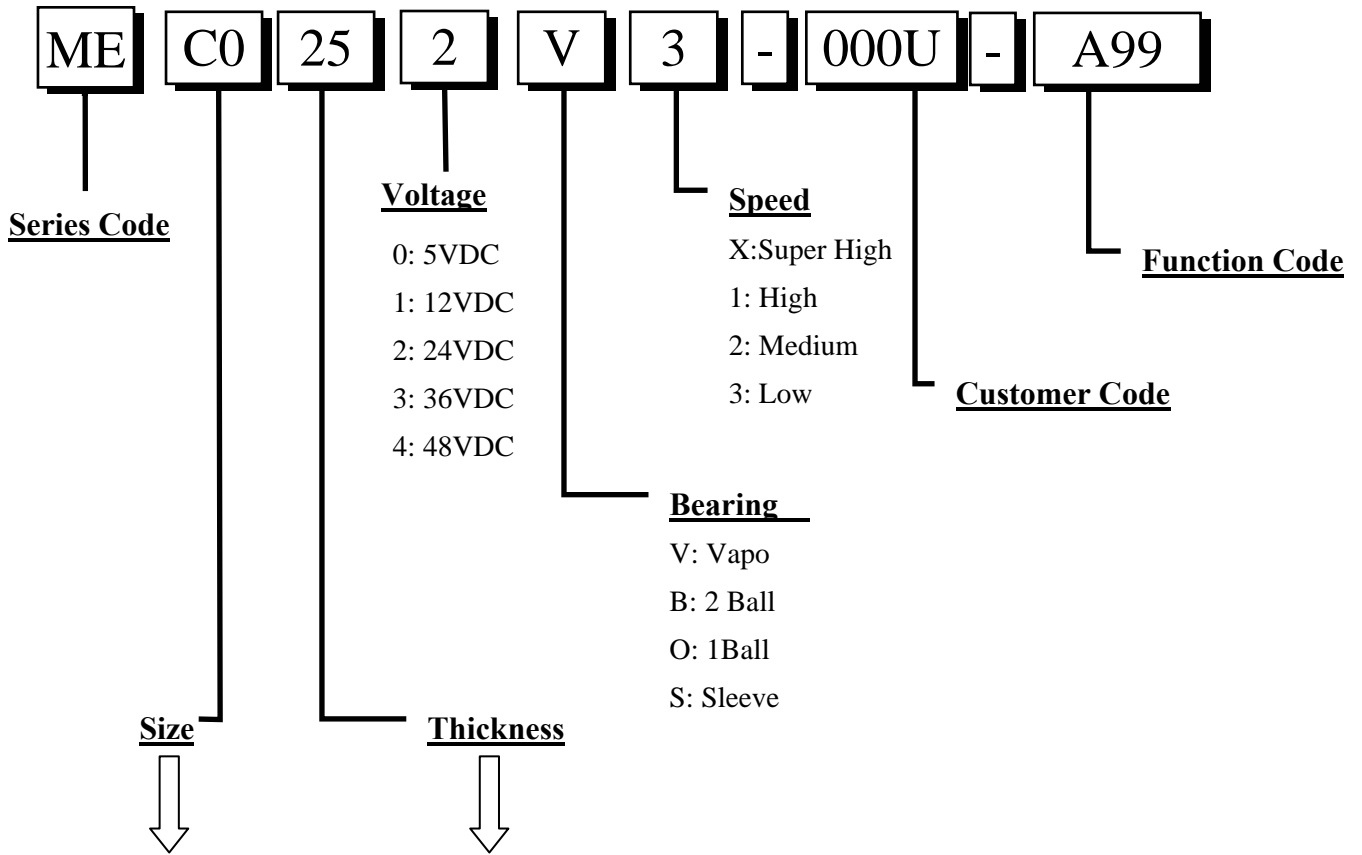 ME C0 25 2 V 3 - 000U - A99
Series Code
Voltage
0: 5VDC
1: 12VDC
2: 24VDC
3: 36VDC
4: 48VDC
Speed
X:Super High
1: High
2: Medium
3: Low
Function Code
Customer Code
Bearing
V: Vapo
B: 2 Ball
O: 1Ball
S: Sleeve
Size
Thickness